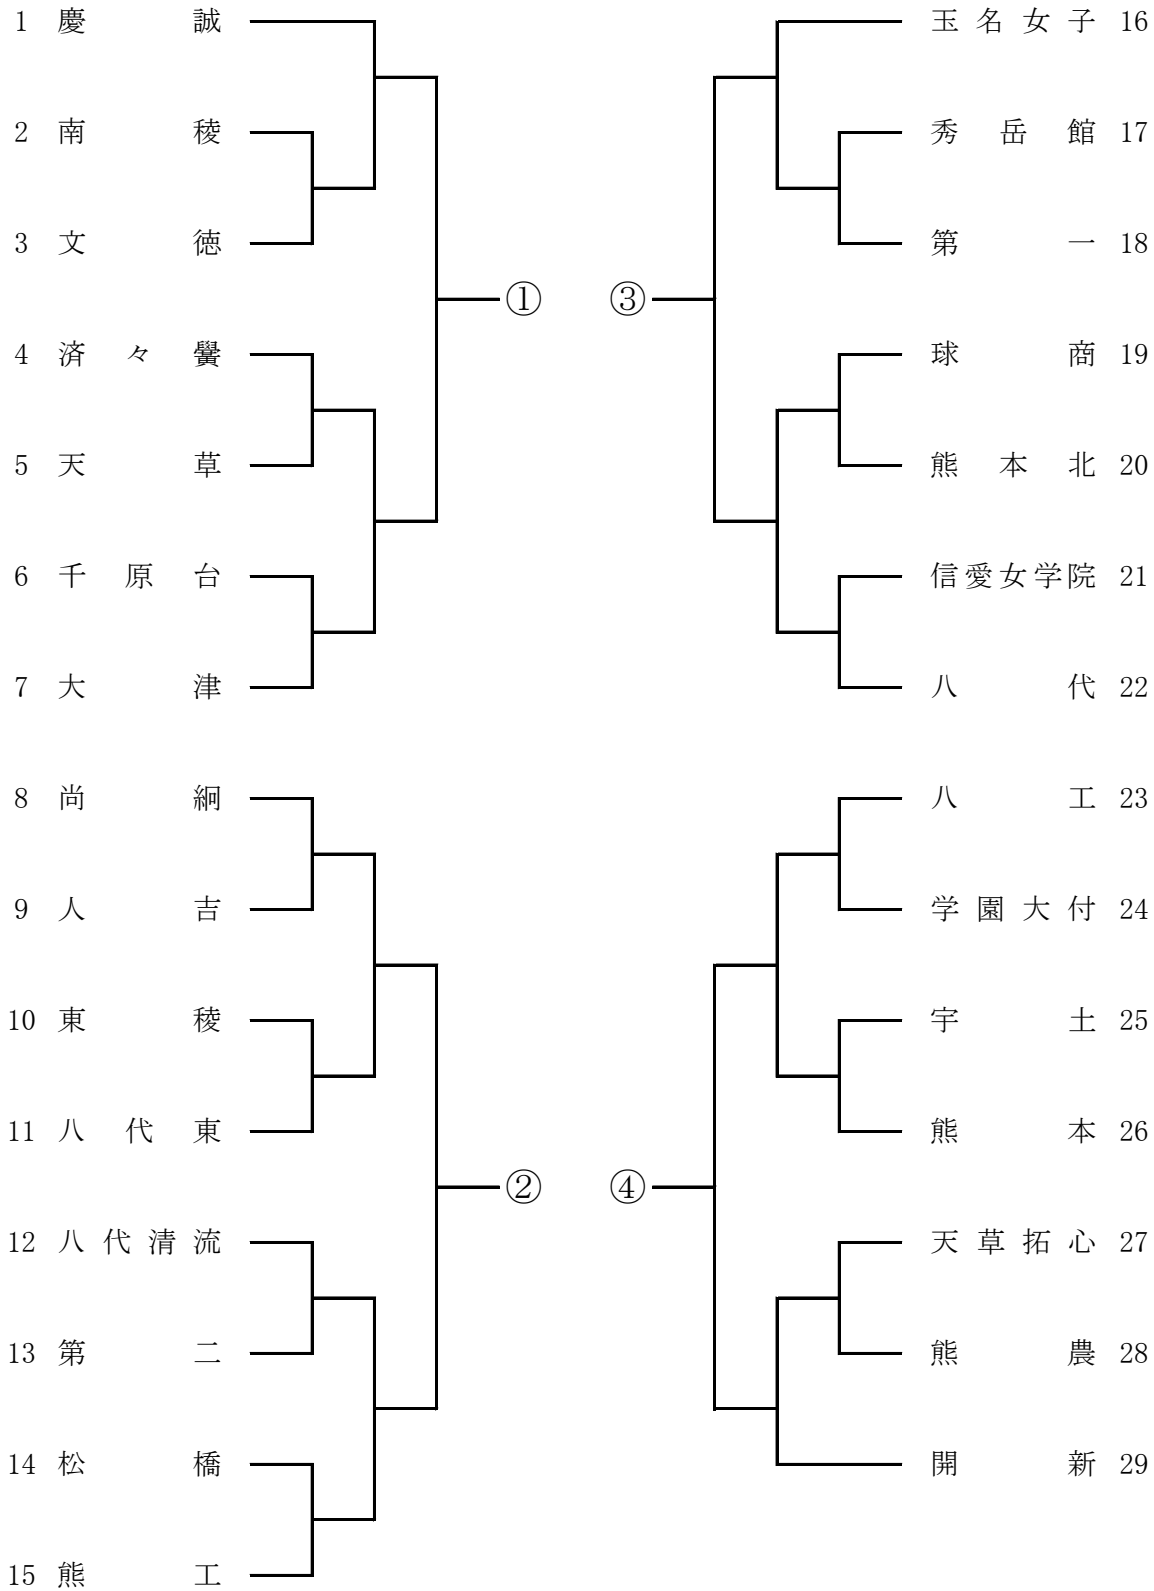 1 慶誠
2 南稜
3 文徳
①
4 済々黌
5 天草
6 千原台
7 大津
8 尚絅
9 人吉
10 東稜
11 八代東
②
12 八代清流
13 第二
14 松橋
15 熊工
玉名女子 16
秀岳館 17
第一 18
③
球商 19
熊本北 20
信愛女学院 21
八代 22
八工 23
学園大付 24
宇土 25
熊本 26
④
天草拓心 27
熊農 28
開新 29